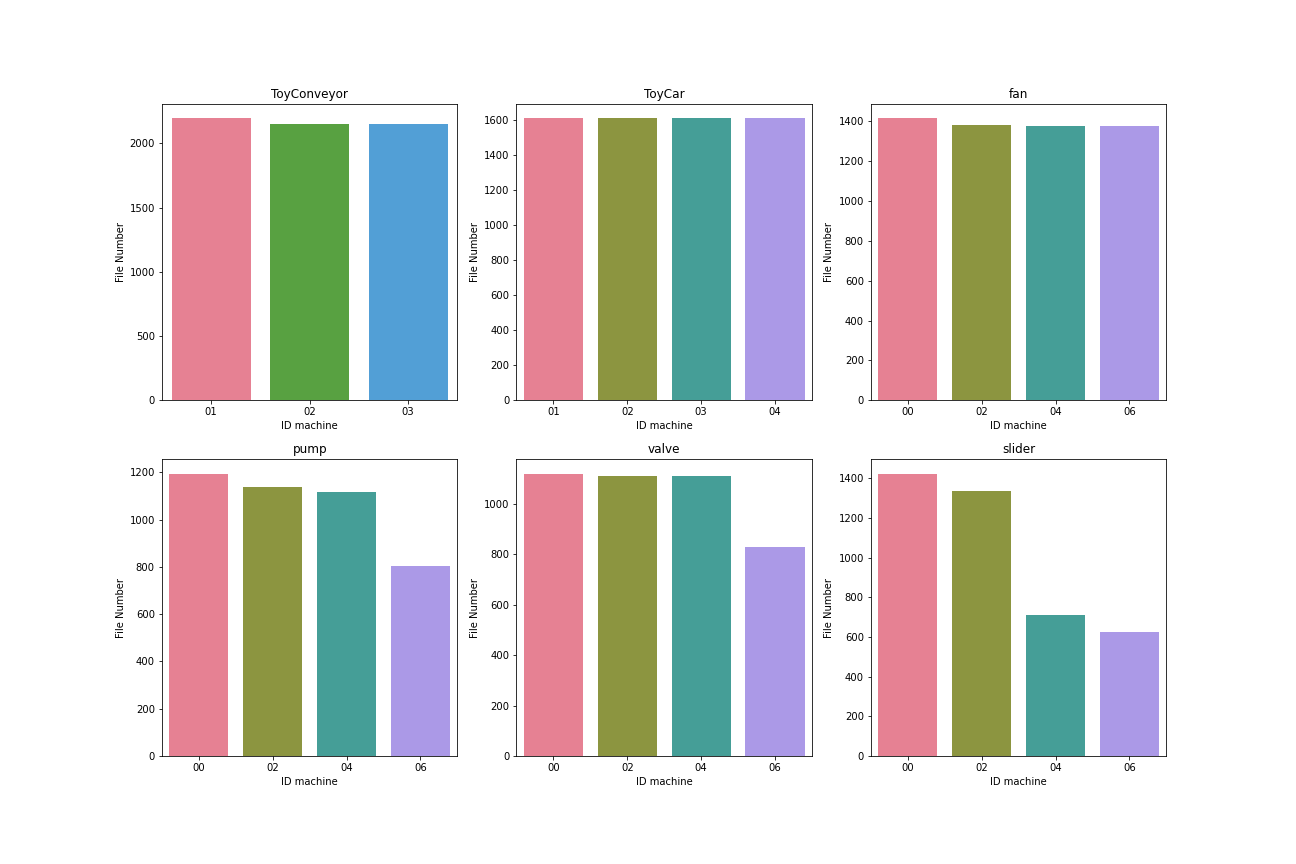 ToyConveyor
2000
1500
1000
500
0
File Number
01 02 03
ID machine
ToyCar
1600
1400
1200
1000
800
600
400
200
0
File Number
01 02 03 04
ID machine
fan
1400
1200
1000
800
600
400
200
0
File Number
00 02 04 06
ID machine
pump
1200
1000
800
600
400
200
0
File Number
00 02 04 06
ID machine
valve
1000
800
600
400
200
0
File Number
00 02 04 06
ID machine
slider
1400
1200
1000
800
600
400
200
0
File Number
00 02 04 06
ID machine